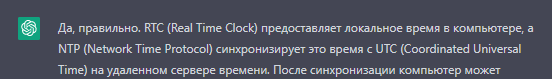 Да, правильно. RTC (Real Time Clock) предоставляет локальное время в компьютере, а
NTP (Network Time Protocol) синхронизирует это время с UTC (Coordinated Universal
Time) на удаленном сервере времени. После синхронизации компьютер может